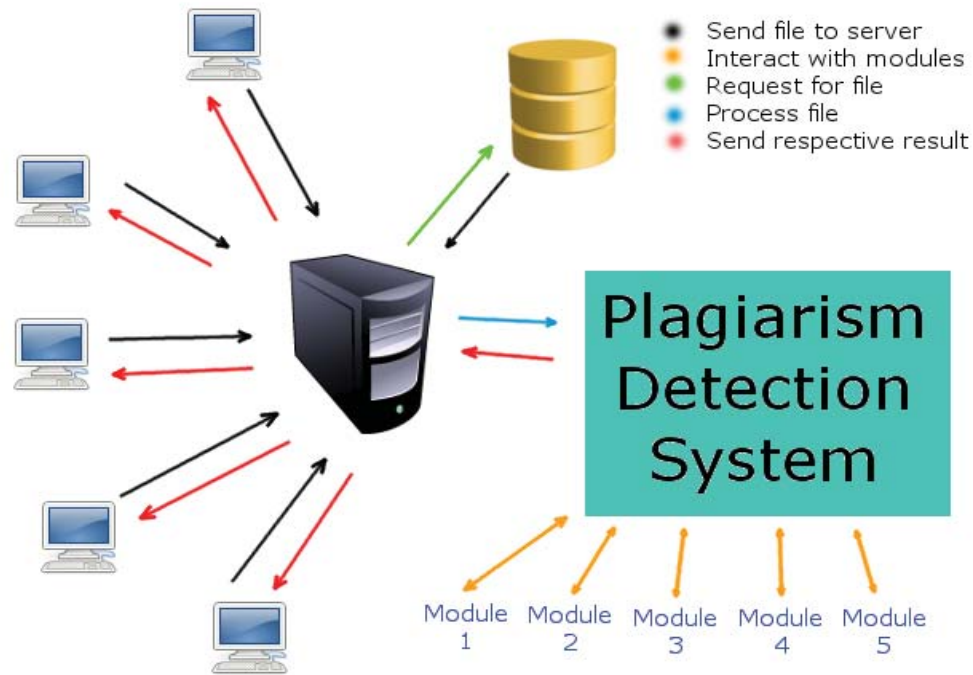 Send file to server
Interact with modules
Request for file
Process file
Send respective result
Plagiarism
Detection
System
Module
1
Module
2
Module
3
Module
4
Module
5